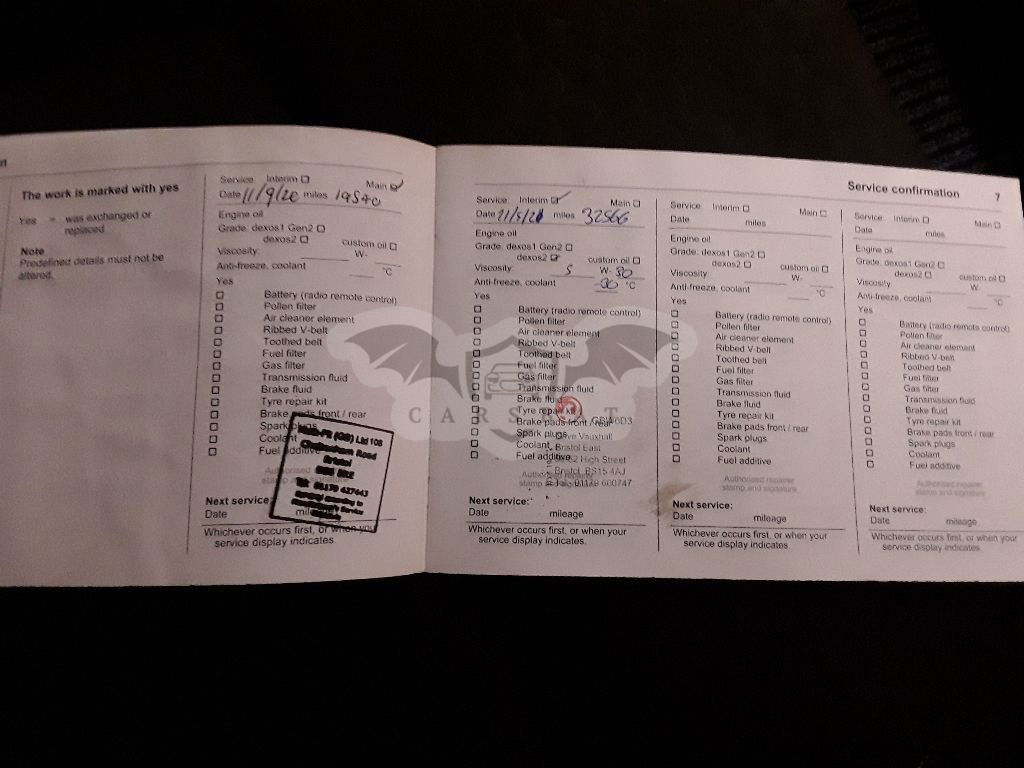 n
The work is marked with yes
Yes = was exchanged or
replaced
Note
Predefined details must not be
altered.
Service: Interim ☐ Main ☑
Date 11/9/20 miles 19540
Engine oil
Grade: dexos1 Gen2 ☐
dexos2 ☐ custom oil ☐
Viscosity: W-
Anti-freeze, coolant °C
Yes
☐ Battery (radio remote control)
☐ Pollen filter
☐ Air cleaner element
☐ Ribbed V-belt
☐ Toothed belt
☐ Fuel filter
☐ Gas filter
☐ Transmission fluid
☐ Brake fluid
☐ Tyre repair kit
☐ Brake pads front / rear
☐ Spark plugs
☐ Coolant
☐ Fuel additive
(GB) Ltd 108
Cheltenham Road
Bristol
Authorised
Next service:
Date mileage
Whichever occurs first, or when your
service display indicates.
Service confirmation 7
Service: Interim ☑ Main ☐
Date miles 32566
Engine oil
Grade: dexos1 Gen2 ☐
dexos2 ☑ custom oil ☐
Viscosity: 5 W-30
Anti-freeze, coolant -30 °C
Yes
☐ Battery (radio remote control)
☐ Pollen filter
☐ Air cleaner element
☐ Ribbed V-belt
☐ Toothed belt
☐ Fuel filter
☐ Gas filter
☐ Transmission fluid
☐ Brake fluid
☐ Tyre repair kit
☐ Brake pads front / rear
☐ Spark plugs
☐ Coolant
☐ Fuel additive
Vauxhall
Bristol East
High Street
Bristol, BS15 4AJ
600747
Next service:
Date mileage
Whichever occurs first, or when your
service display indicates.
Service: Interim ☐ Main ☐
Date miles
Engine oil
Grade: dexos1 Gen2 ☐
dexos2 ☐ custom oil ☐
Viscosity: W-
Anti-freeze, coolant °C
Yes
☐ Battery (radio remote control)
☐ Pollen filter
☐ Air cleaner element
☐ Ribbed V-belt
☐ Toothed belt
☐ Fuel filter
☐ Gas filter
☐ Transmission fluid
☐ Brake fluid
☐ Tyre repair kit
☐ Brake pads front / rear
☐ Spark plugs
☐ Coolant
☐ Fuel additive
Authorised repairer
stamp and signature
Next service:
Date mileage
Whichever occurs first, or when your
service display indicates.
Service: Interim ☐ Main ☐
Date miles
Engine oil
Grade: dexos1 Gen2 ☐
dexos2 ☐ custom oil ☐
Viscosity: W-
Anti-freeze, coolant °C
Yes
☐ Battery (radio remote control)
☐ Pollen filter
☐ Air cleaner element
☐ Ribbed V-belt
☐ Toothed belt
☐ Fuel filter
☐ Gas filter
☐ Transmission fluid
☐ Brake fluid
☐ Tyre repair kit
☐ Brake pads front / rear
☐ Spark plugs
☐ Coolant
☐ Fuel additive
Authorised repairer
stamp and signature
Next service:
Date mileage
Whichever occurs first, or when your
service display indicates.